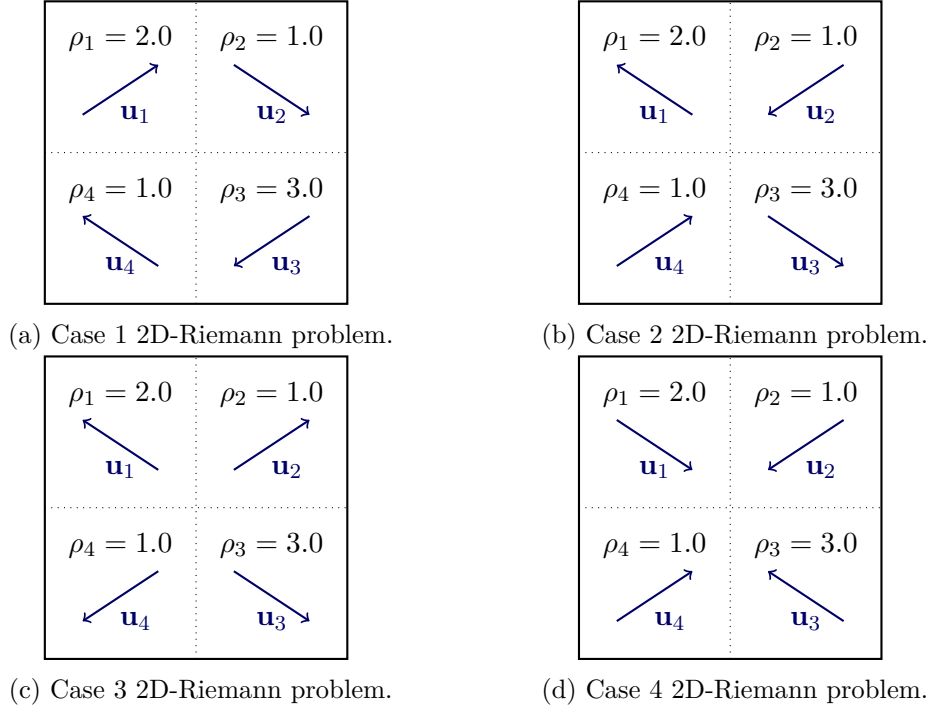 ρ₁ = 2.0 ρ₂ = 1.0
u₁ u₂
ρ₄ = 1.0 ρ₃ = 3.0
u₄ u₃
(a) Case 1 2D-Riemann problem.
ρ₁ = 2.0 ρ₂ = 1.0
u₁ u₂
ρ₄ = 1.0 ρ₃ = 3.0
u₄ u₃
(b) Case 2 2D-Riemann problem.
ρ₁ = 2.0 ρ₂ = 1.0
u₁ u₂
ρ₄ = 1.0 ρ₃ = 3.0
u₄ u₃
(c) Case 3 2D-Riemann problem.
ρ₁ = 2.0 ρ₂ = 1.0
u₁ u₂
ρ₄ = 1.0 ρ₃ = 3.0
u₄ u₃
(d) Case 4 2D-Riemann problem.